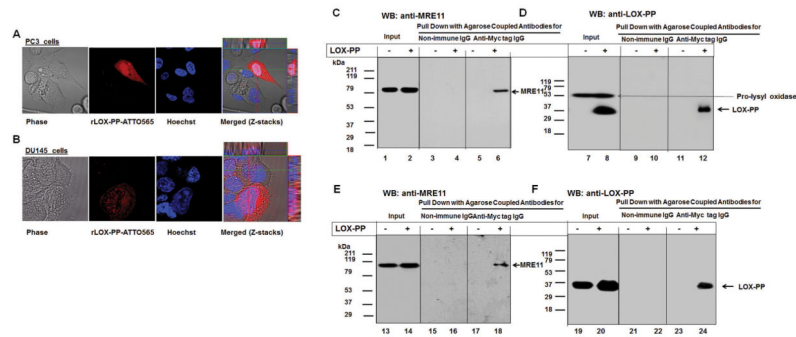 A
PC3 cells
Phase rLOX-PP-ATTO565 Hoechst Merged (Z-stacks)
B
DU145 cells
Phase rLOX-PP-ATTO565 Hoechst Merged (Z-stacks)
C WB: anti-MRE11
Pull Down with Agarose Coupled Antibodies for
Input Non-immune IgG Anti-Myc tag IgG
LOX-PP - + - + - +
kDa
211
119
79
53
37
29
18
MRE11
1 2 3 4 5 6
D WB: anti-LOX-PP
Pull Down with Agarose Coupled Antibodies for
Input Non-immune IgG Anti-Myc tag IgG
- + - + - +
119
79
53
37
29
18
Pro-lysyl oxidase
LOX-PP
7 8 9 10 11 12
E WB: anti-MRE11
Pull Down with Agarose Coupled Antibodies for
Input Non-immune IgG Anti-Myc tag IgG
LOX-PP - + - + - +
kDa
211
119
79
53
37
29
MRE11
13 14 15 16 17 18
F WB: anti-LOX-PP
Pull Down with Agarose Coupled Antibodies for
Input Non-immune IgG Anti-Myc tag IgG
- + - + - +
119
79
53
37
29
18
LOX-PP
19 20 21 22 23 24